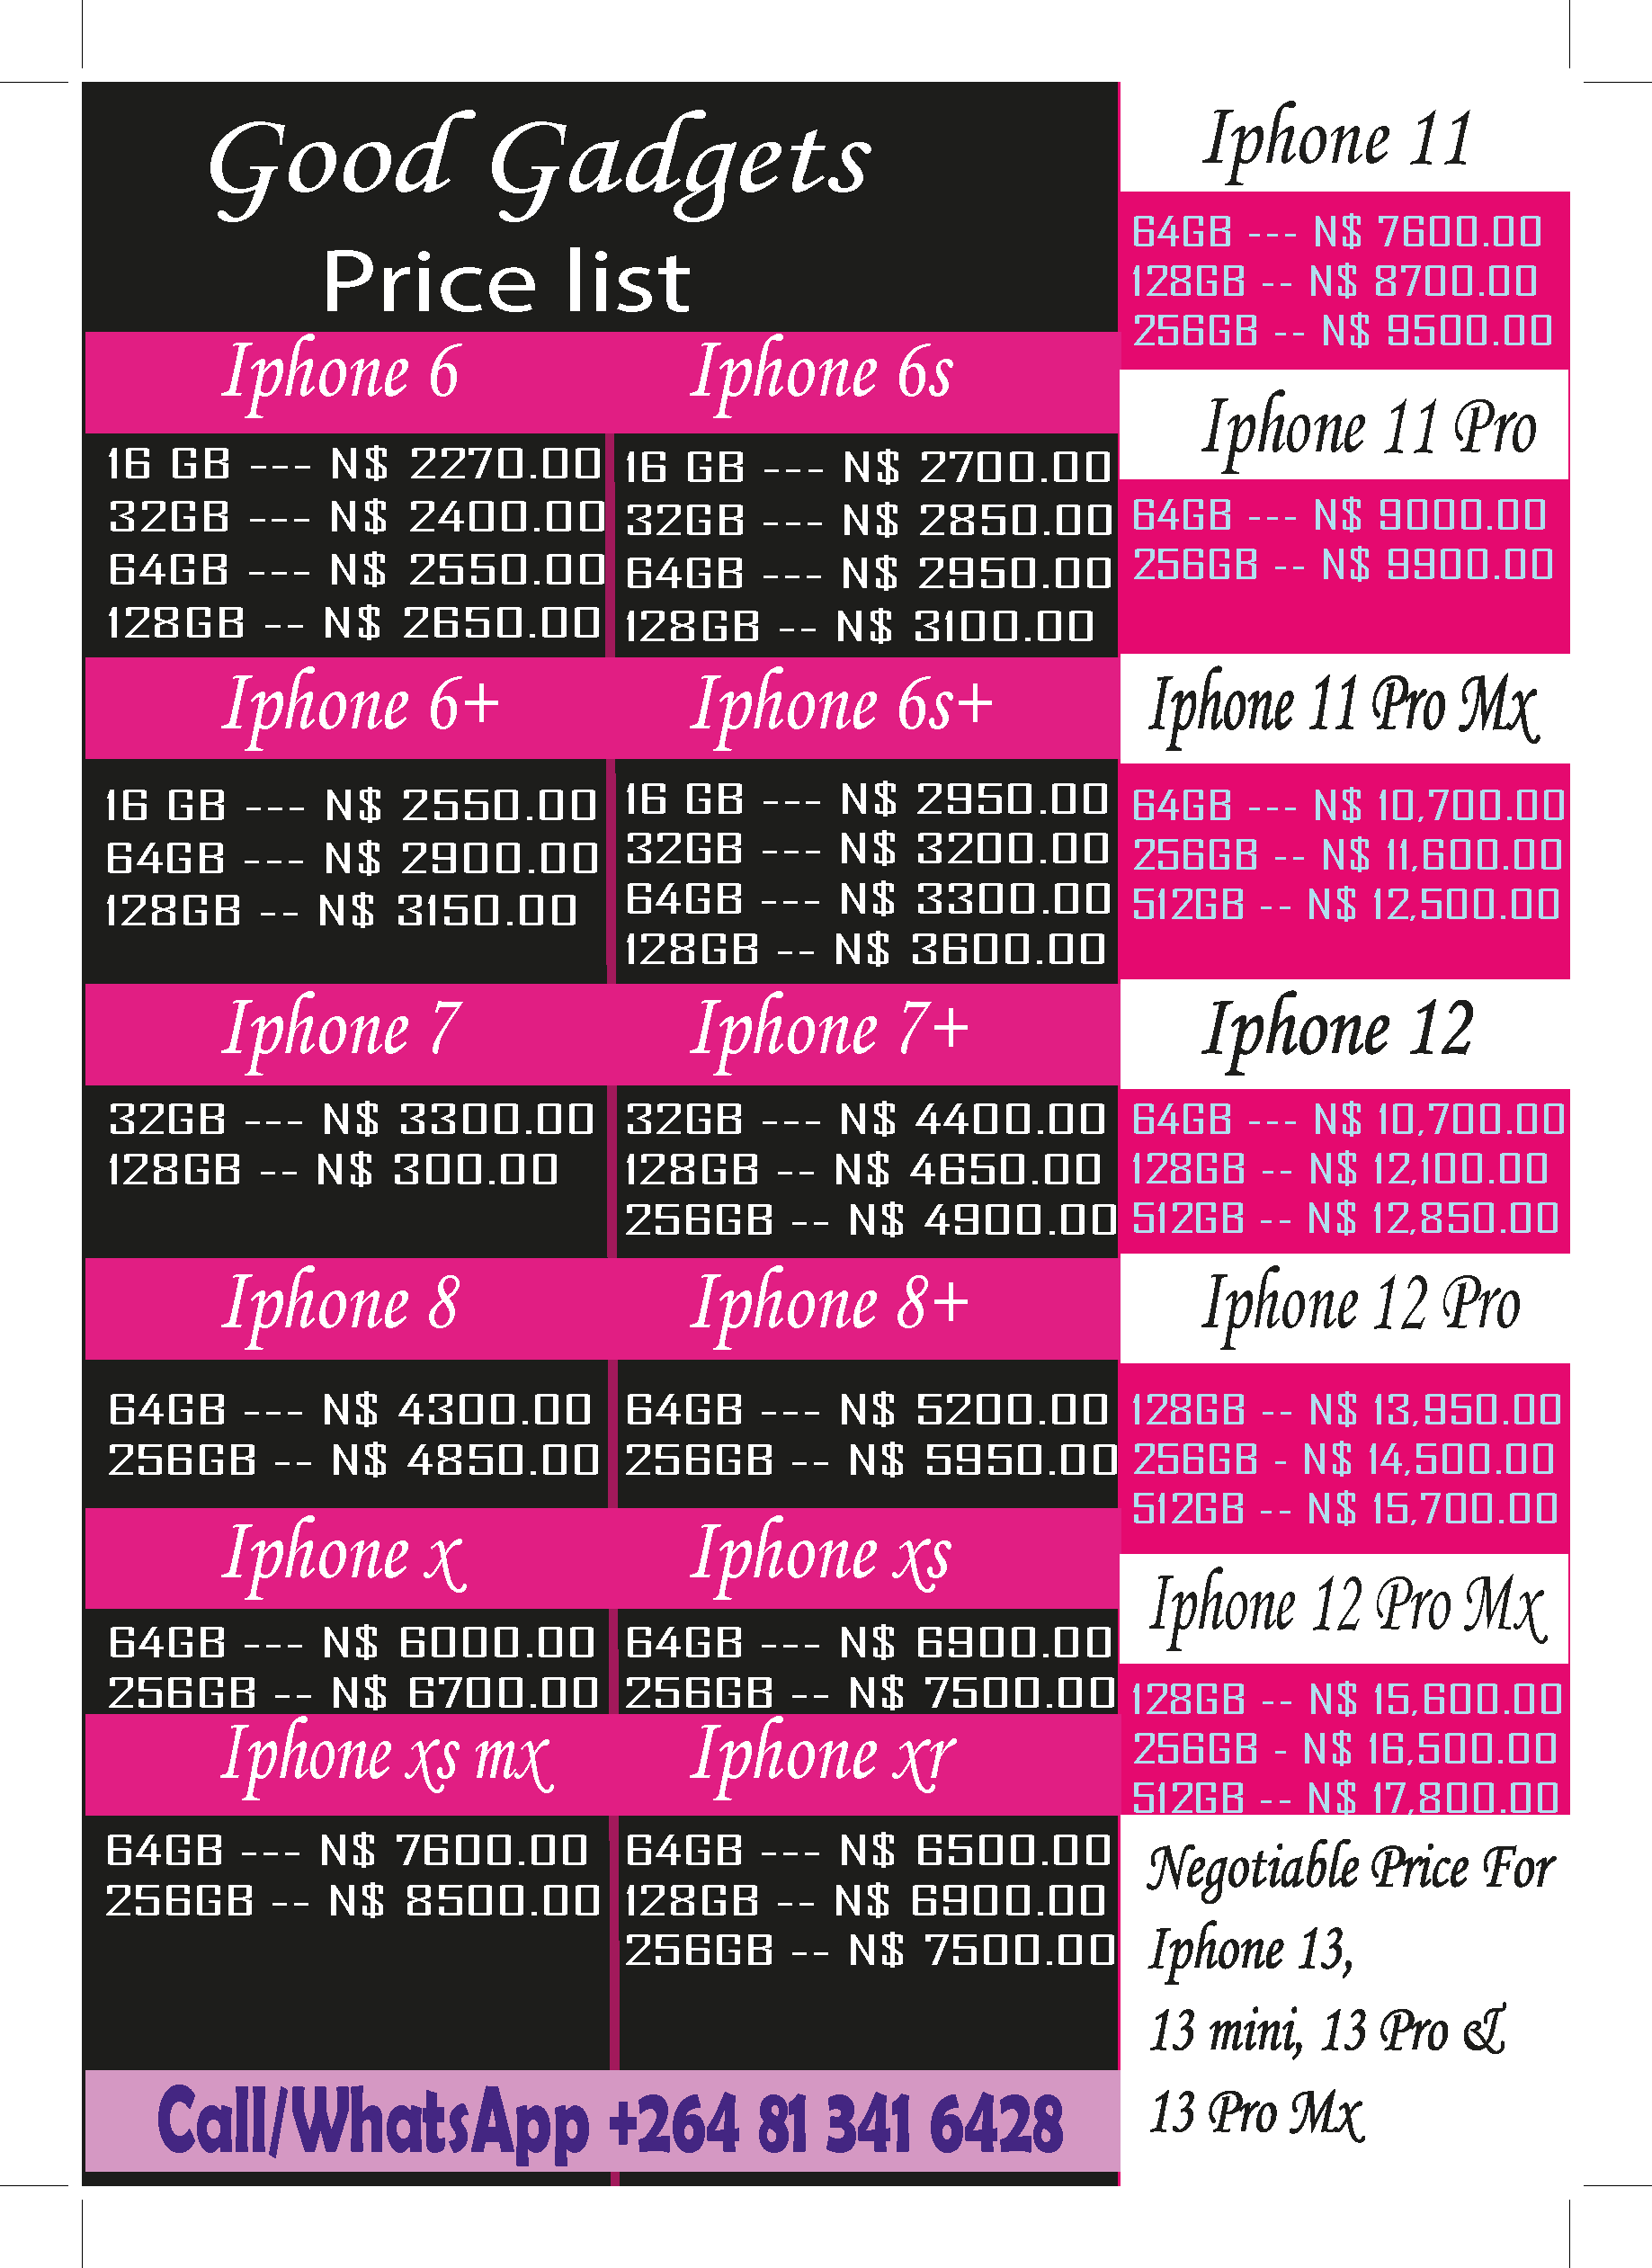 Good Gadgets
Price list
Iphone 6
16 GB --- N$ 2270.00
32GB --- N$ 2400.00
64GB --- N$ 2550.00
128GB -- N$ 2650.00
Iphone 6s
16 GB --- N$ 2700.00
32GB --- N$ 2850.00
64GB --- N$ 2950.00
128GB -- N$ 3100.00
Iphone 6+
16 GB --- N$ 2550.00
64GB --- N$ 2900.00
128GB -- N$ 3150.00
Iphone 6s+
16 GB --- N$ 2950.00
32GB --- N$ 3200.00
64GB --- N$ 3300.00
128GB -- N$ 3600.00
Iphone 7
32GB --- N$ 3300.00
128GB -- N$ 300.00
Iphone 7+
32GB --- N$ 4400.00
128GB -- N$ 4650.00
256GB -- N$ 4900.00
Iphone 8
64GB --- N$ 4300.00
256GB -- N$ 4850.00
Iphone 8+
64GB --- N$ 5200.00
256GB -- N$ 5950.00
Iphone x
64GB --- N$ 6000.00
256GB -- N$ 6700.00
Iphone xs
64GB --- N$ 6900.00
256GB -- N$ 7500.00
Iphone xs mx
64GB --- N$ 7600.00
256GB -- N$ 8500.00
Iphone xr
64GB --- N$ 6500.00
128GB -- N$ 6900.00
256GB -- N$ 7500.00
Call/WhatsApp +264 81 341 6428
Iphone 11
64GB --- N$ 7600.00
128GB -- N$ 8700.00
256GB -- N$ 9500.00
Iphone 11 Pro
64GB --- N$ 9000.00
256GB -- N$ 9900.00
Iphone 11 Pro Mx
64GB --- N$ 10,700.00
256GB -- N$ 11,600.00
512GB -- N$ 12,500.00
Iphone 12
64GB --- N$ 10,700.00
128GB -- N$ 12,100.00
512GB -- N$ 12,850.00
Iphone 12 Pro
128GB -- N$ 13,950.00
256GB - N$ 14,500.00
512GB -- N$ 15,700.00
Iphone 12 Pro Mx
128GB -- N$ 15,600.00
256GB - N$ 16,500.00
512GB -- N$ 17,800.00
Negotiable Price For
Iphone 13,
13 mini, 13 Pro &
13 Pro Mx